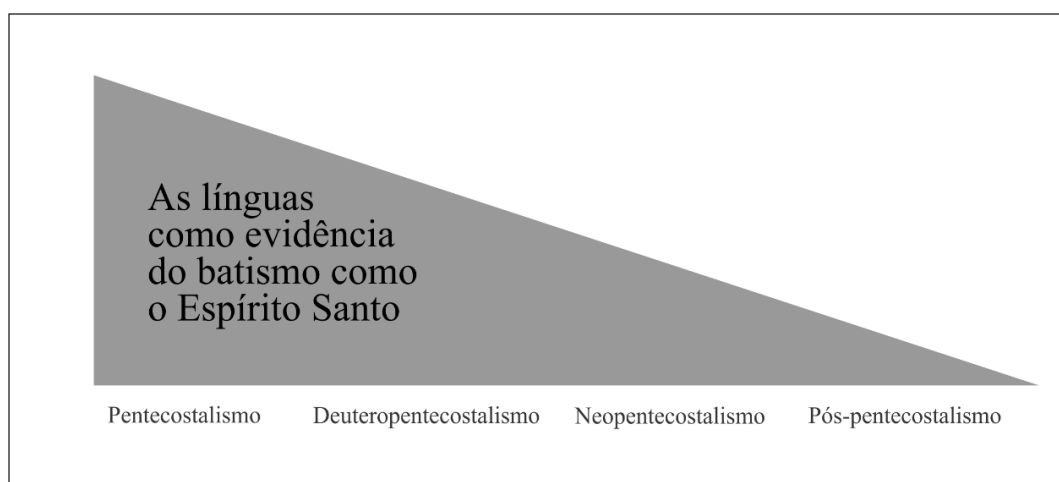 As línguas
como evidência
do batismo como
o Espírito Santo
Pentecostalismo Deuteropentecostalismo Neopentecostalismo Pós-pentecostalismo